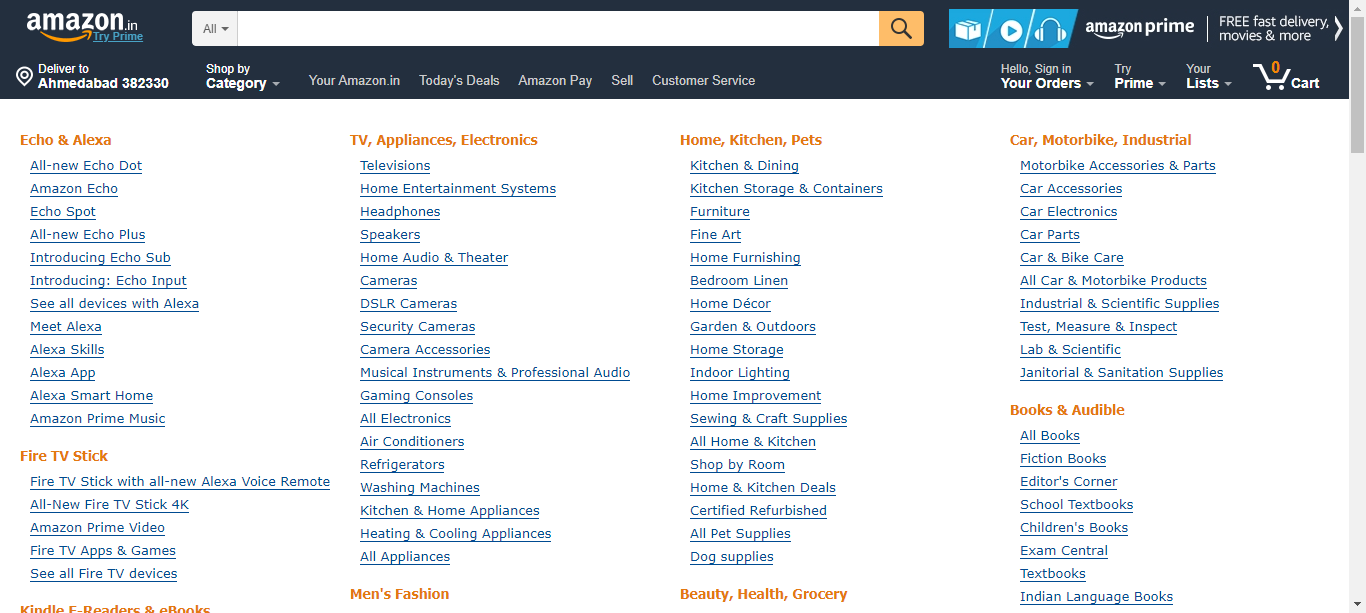 amazon.in
Try Prime
All
amazon prime
FREE fast delivery,
movies & more
Deliver to
Ahmedabad 382330
Shop by
Category
Your Amazon.in
Today's Deals
Amazon Pay
Sell
Customer Service
Hello, Sign in
Your Orders
Try
Prime
Your
Lists
0
Cart
Echo & Alexa
All-new Echo Dot
Amazon Echo
Echo Spot
All-new Echo Plus
Introducing Echo Sub
Introducing: Echo Input
See all devices with Alexa
Meet Alexa
Alexa Skills
Alexa App
Alexa Smart Home
Amazon Prime Music
Fire TV Stick
Fire TV Stick with all-new Alexa Voice Remote
All-New Fire TV Stick 4K
Amazon Prime Video
Fire TV Apps & Games
See all Fire TV devices
Kindle E-Readers & eBooks
TV, Appliances, Electronics
Televisions
Home Entertainment Systems
Headphones
Speakers
Home Audio & Theater
Cameras
DSLR Cameras
Security Cameras
Camera Accessories
Musical Instruments & Professional Audio
Gaming Consoles
All Electronics
Air Conditioners
Refrigerators
Washing Machines
Kitchen & Home Appliances
Heating & Cooling Appliances
All Appliances
Men's Fashion
Home, Kitchen, Pets
Kitchen & Dining
Kitchen Storage & Containers
Furniture
Fine Art
Home Furnishing
Bedroom Linen
Home Décor
Garden & Outdoors
Home Storage
Indoor Lighting
Home Improvement
Sewing & Craft Supplies
All Home & Kitchen
Shop by Room
Home & Kitchen Deals
Certified Refurbished
All Pet Supplies
Dog supplies
Beauty, Health, Grocery
Car, Motorbike, Industrial
Motorbike Accessories & Parts
Car Accessories
Car Electronics
Car Parts
Car & Bike Care
All Car & Motorbike Products
Industrial & Scientific Supplies
Test, Measure & Inspect
Lab & Scientific
Janitorial & Sanitation Supplies
Books & Audible
All Books
Fiction Books
Editor's Corner
School Textbooks
Children's Books
Exam Central
Textbooks
Indian Language Books